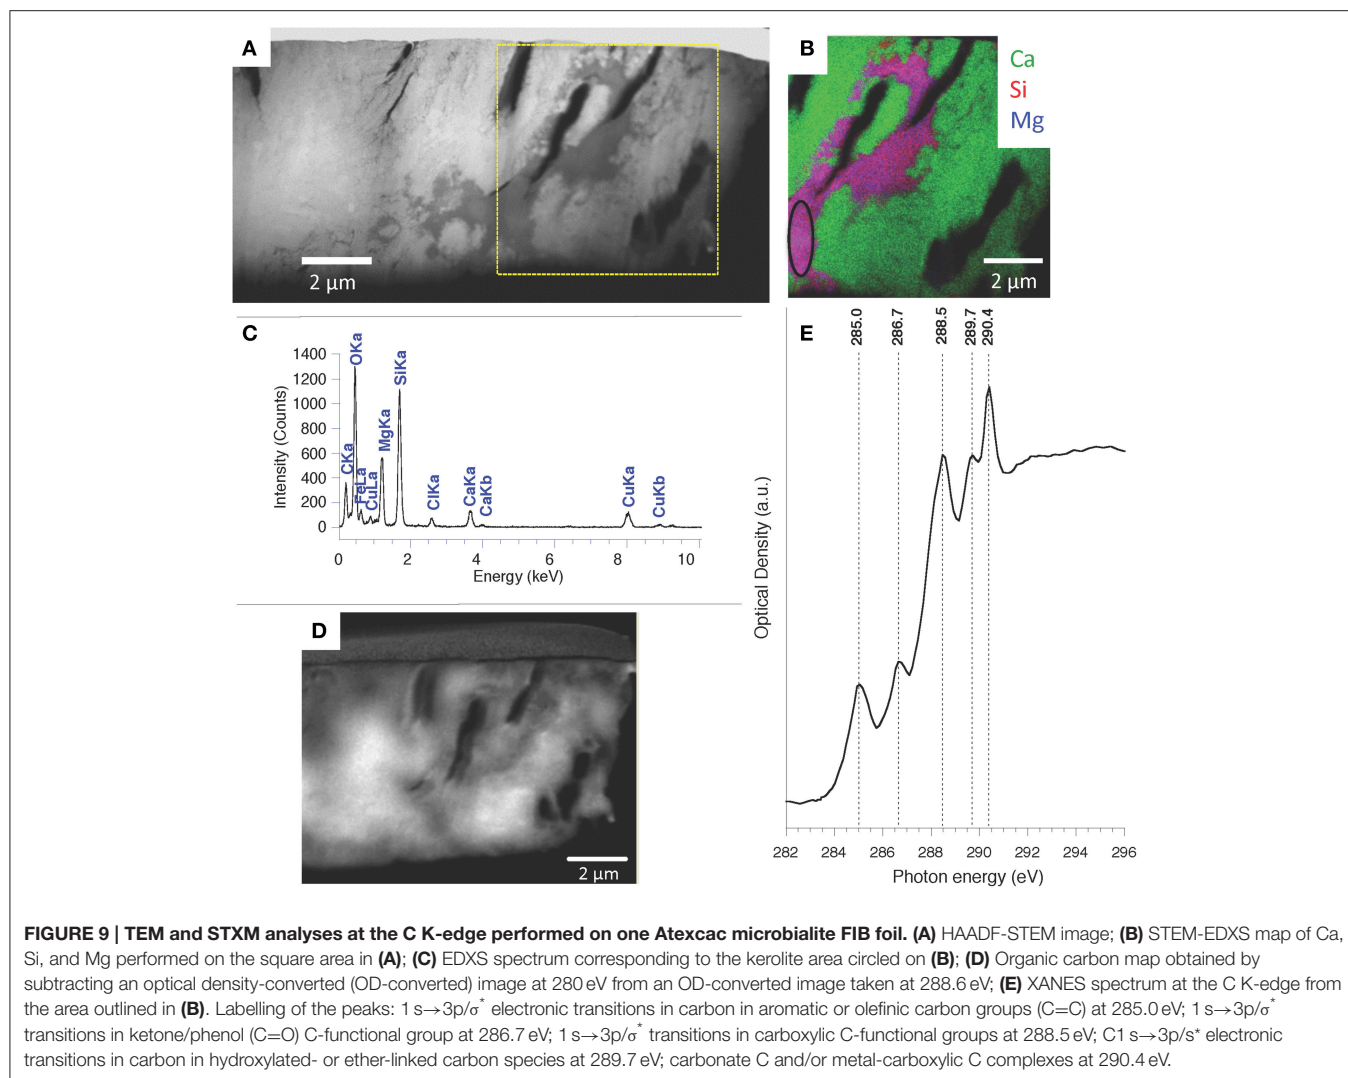 A
2 µm
B
Ca
Si
Mg
2 µm
C
Intensity (Counts)
1400
1200
1000
800
600
400
200
0
CKa
OKa
FeLa
CuLa
MgKa
SiKa
ClKa
CaKa
CaKb
CuKa
CuKb
0 2 4 6 8 10
Energy (keV)
D
2 µm
E
285.0
286.7
288.5
289.7
290.4
Optical Density (a.u.)
282 284 286 288 290 292 294 296
Photon energy (eV)
FIGURE 9 | TEM and STXM analyses at the C K-edge performed on one Atexcac microbialite FIB foil. (A) HAADF-STEM image; (B) STEM-EDXS map of Ca,
Si, and Mg performed on the square area in (A); (C) EDXS spectrum corresponding to the kerolite area circled on (B); (D) Organic carbon map obtained by
subtracting an optical density-converted (OD-converted) image at 280 eV from an OD-converted image taken at 288.6 eV; (E) XANES spectrum at the C K-edge from
the area outlined in (B). Labelling of the peaks: 1 s→3p/σ* electronic transitions in carbon in aromatic or olefinic carbon groups (C=C) at 285.0 eV; 1 s→3p/σ*
transitions in ketone/phenol (C=O) C-functional group at 286.7 eV; 1 s→3p/σ* transitions in carboxylic C-functional groups at 288.5 eV; C1 s→3p/s* electronic
transitions in carbon in hydroxylated- or ether-linked carbon species at 289.7 eV; carbonate C and/or metal-carboxylic C complexes at 290.4 eV.